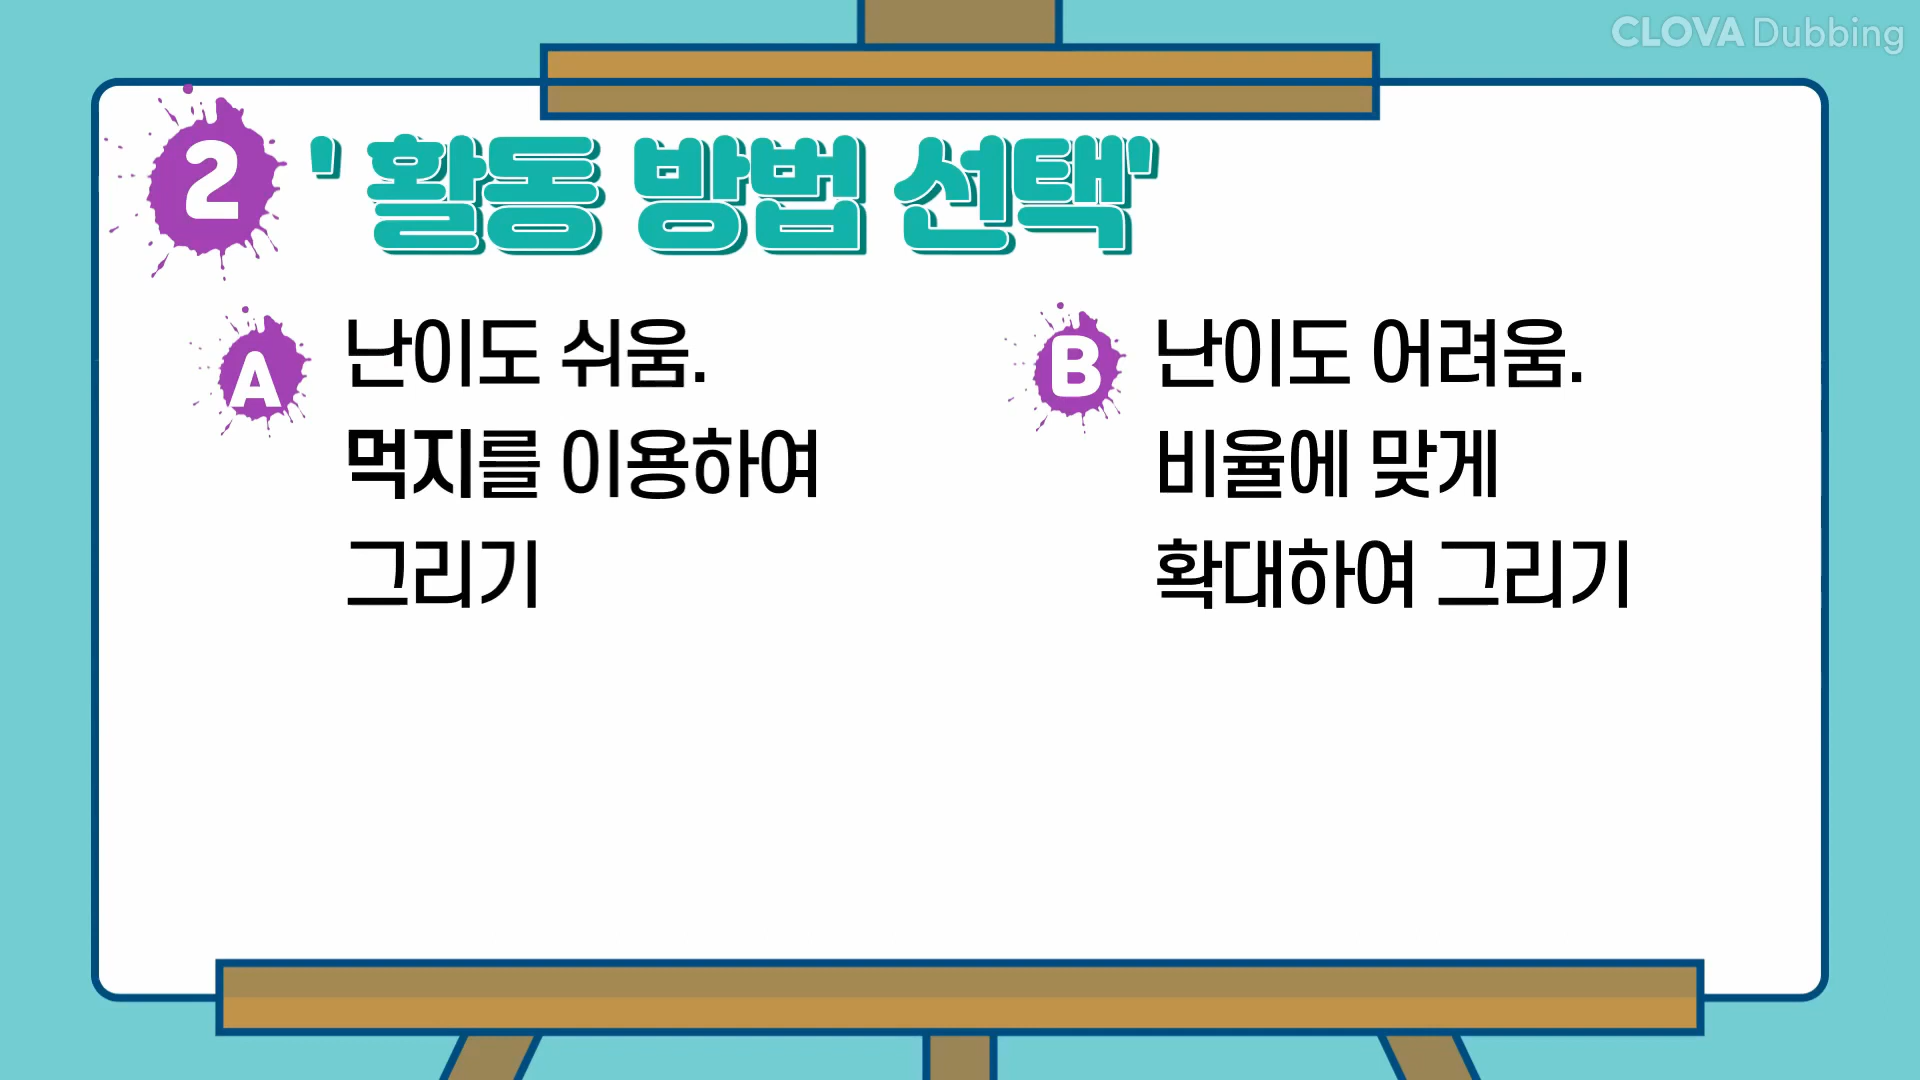 CLOVA Dubbing
2 ' 활동 방법 선택'
A 난이도 쉬움.
먹지를 이용하여
그리기
B 난이도 어려움.
비율에 맞게
확대하여 그리기